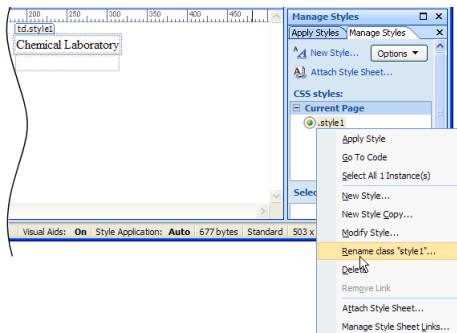 200 250 300 350 400 450
td.style1
Chemical Laboratory
Manage Styles
Apply Styles Manage Styles
New Style... Options
Attach Style Sheet...
CSS styles:
Current Page
.style1
Selec
Apply Style
Go To Code
Select All 1 Instance(s)
New Style...
New Style Copy...
Modify Style...
Rename class "style1"...
Delete
Remove Link
Attach Style Sheet...
Manage Style Sheet Links...
Visual Aids: On Style Application: Auto 677 bytes Standard 503 x